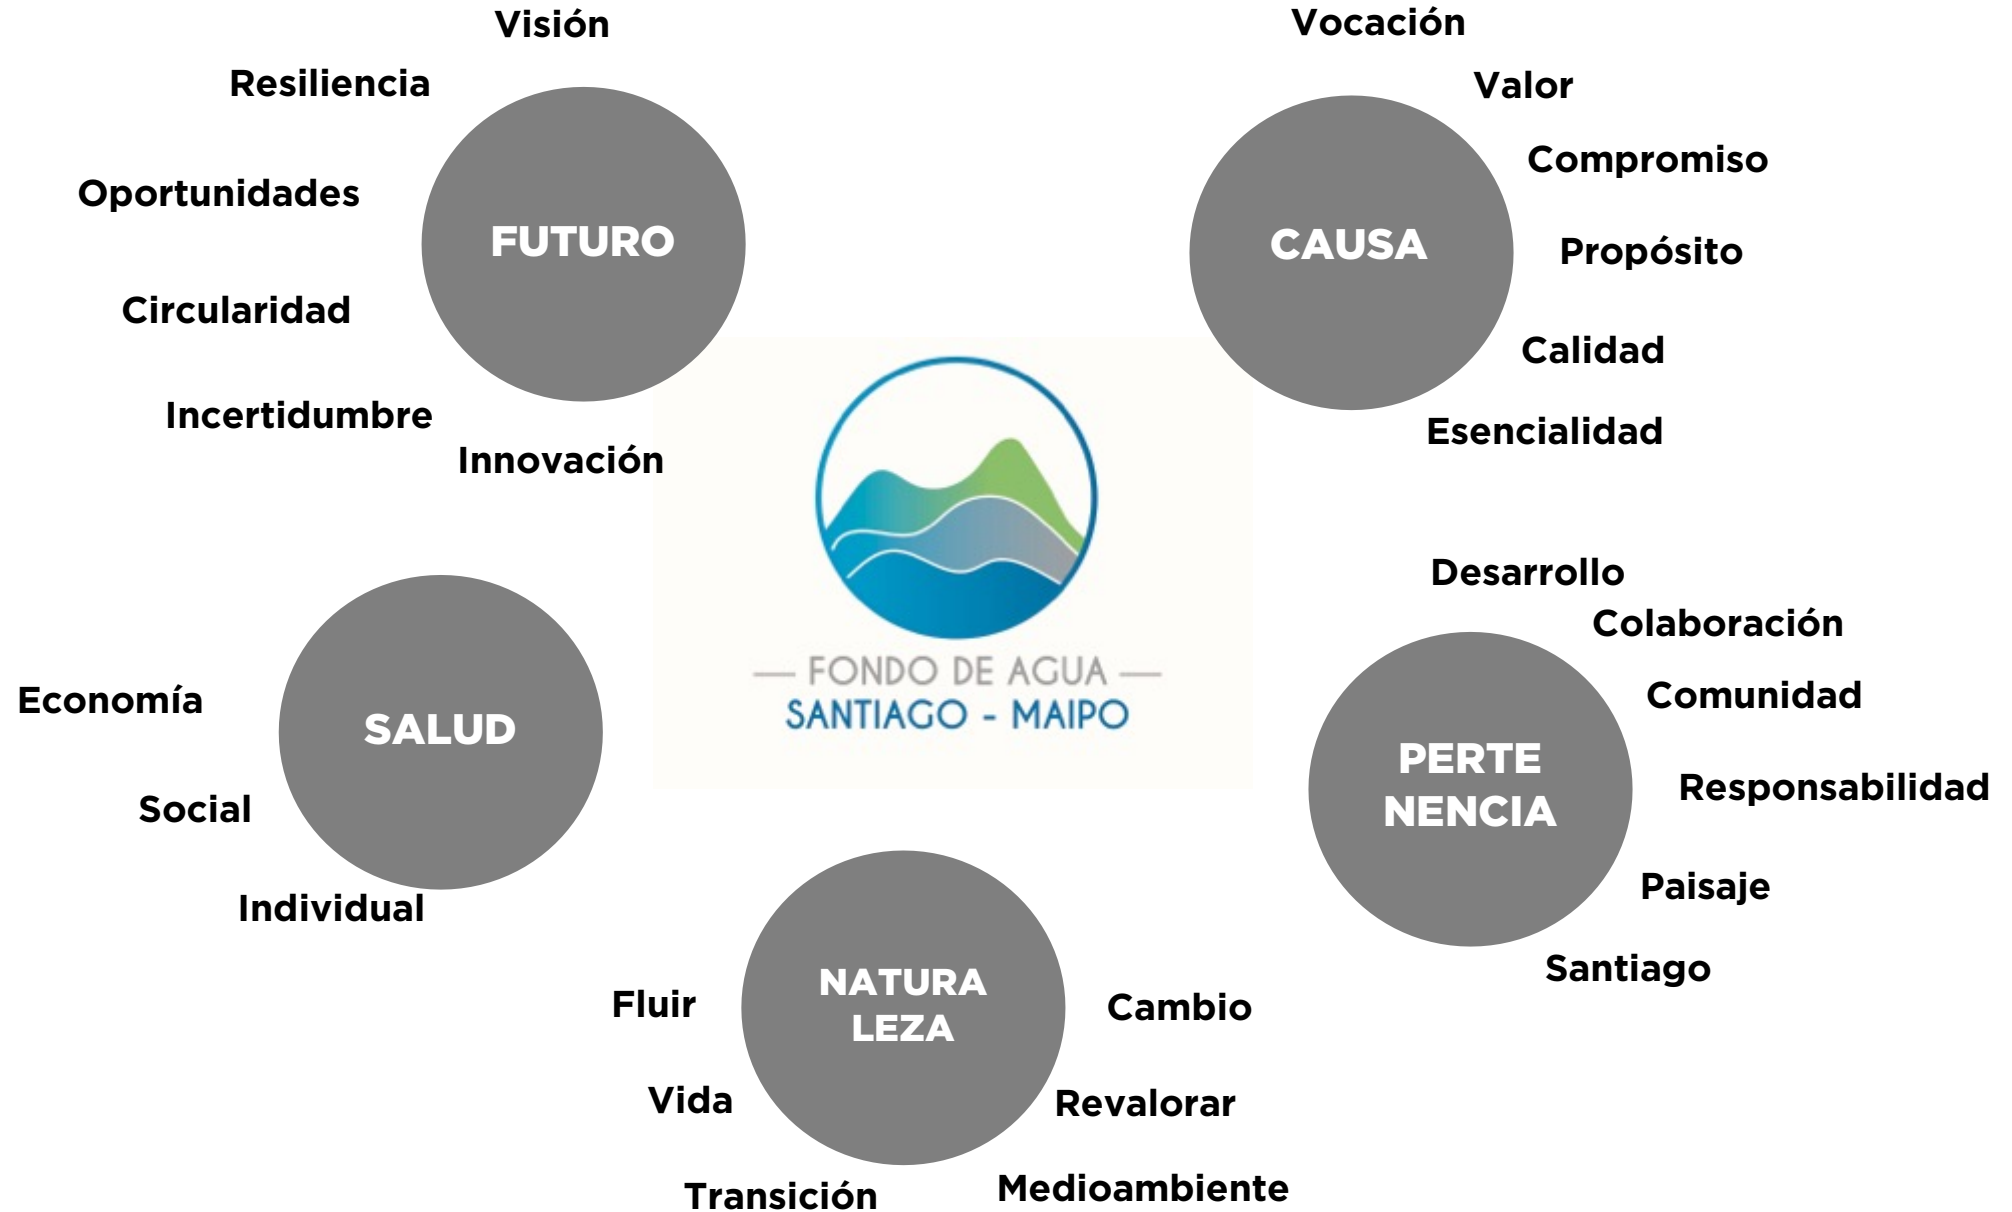 Visión
Resiliencia
Oportunidades
Circularidad
Incertidumbre
Innovación
FUTURO
Vocación
Valor
Compromiso
Propósito
Calidad
Esencialidad
CAUSA
— FONDO DE AGUA —
SANTIAGO - MAIPO
Economía
Social
Individual
SALUD
Desarrollo
Colaboración
Comunidad
Responsabilidad
Paisaje
Santiago
PERTE
NENCIA
NATURA
LEZA
Fluir
Vida
Transición
Cambio
Revalorar
Medioambiente